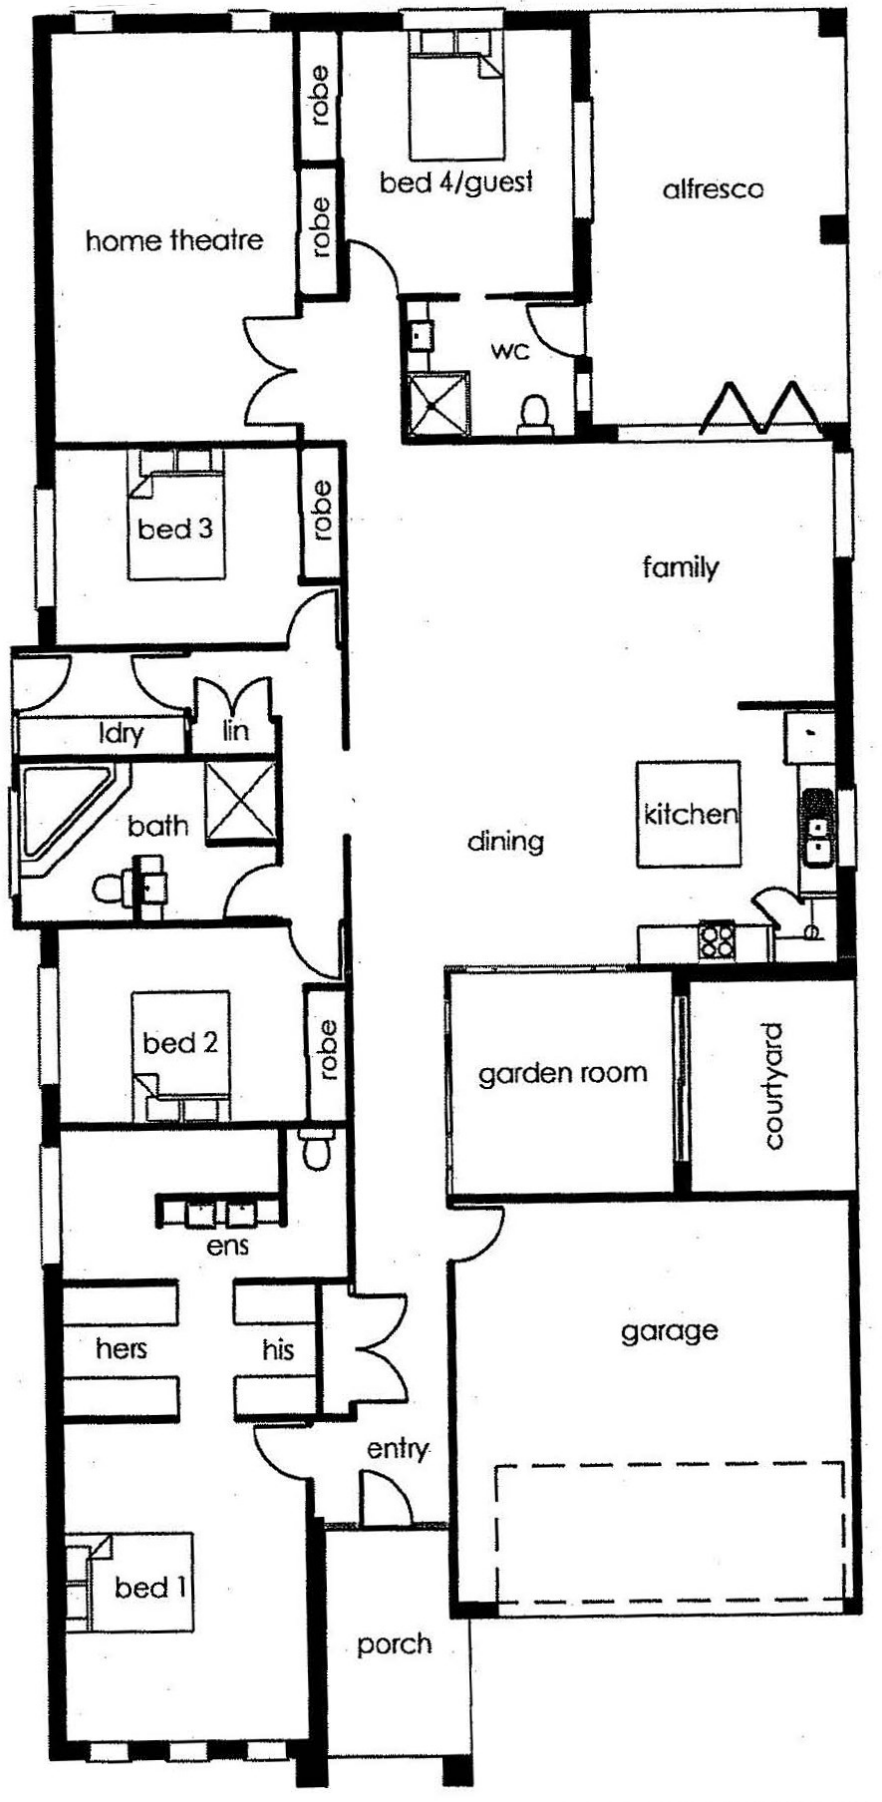 robe
bed 4/guest
alfresco
robe
home theatre
wc
robe
bed 3
family
ldry
lin
kitchen
bath
dining
bed 2
robe
garden room
courtyard
ens
garage
hers
his
entry
bed 1
porch